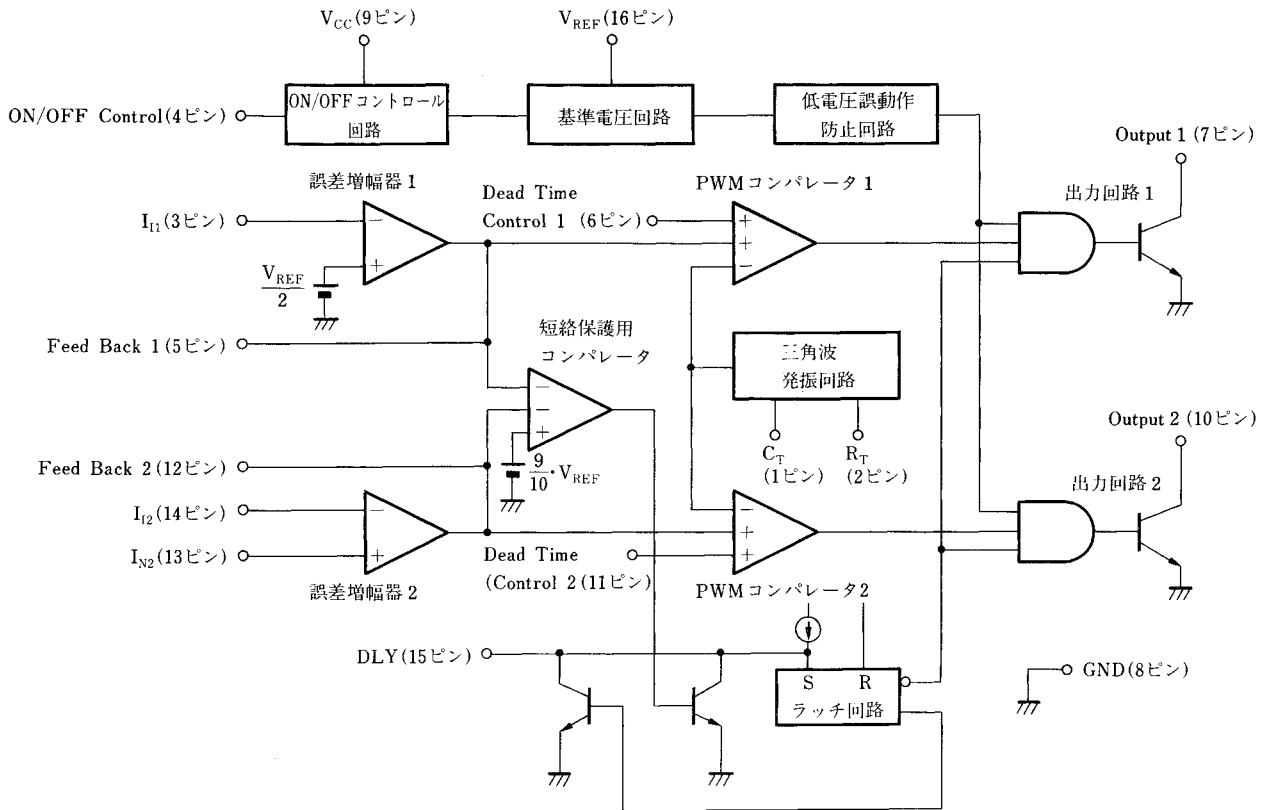 VCC(9ピン)
VREF(16ピン)
ON/OFF Control(4ピン)
ON/OFFコントロール
回路
基準電圧回路
低電圧誤動作
防止回路
Output 1 (7ピン)
誤差増幅器1
Dead Time
Control 1 (6ピン)
PWMコンパレータ1
出力回路1
II1(3ピン)
−
+
VREF
2
+
+
−
Feed Back 1(5ピン)
短絡保護用
コンパレータ
−
−
+
三角波
発振回路
CT
(1ピン)
RT
(2ピン)
Output 2 (10ピン)
Feed Back 2(12ピン)
9
10
・VREF
出力回路2
II2(14ピン)
IN2(13ピン)
−
+
−
+
+
誤差増幅器2
Dead Time
(Control 2(11ピン)
PWMコンパレータ2
DLY(15ピン)
S R
ラッチ回路
GND(8ピン)